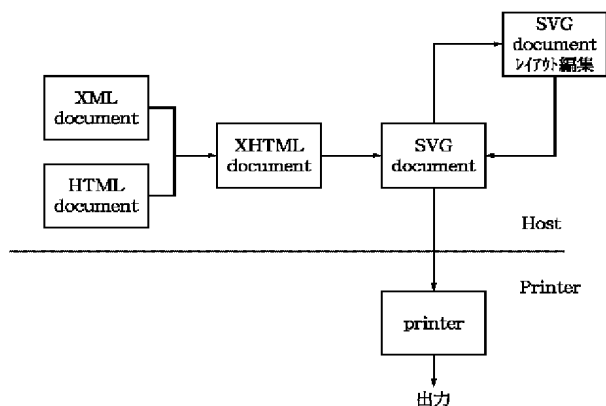 SVG
document
ﾚｲｱｳﾄ編集
XML
document
XHTML
document
SVG
document
HTML
document
Host
Printer
printer
出力